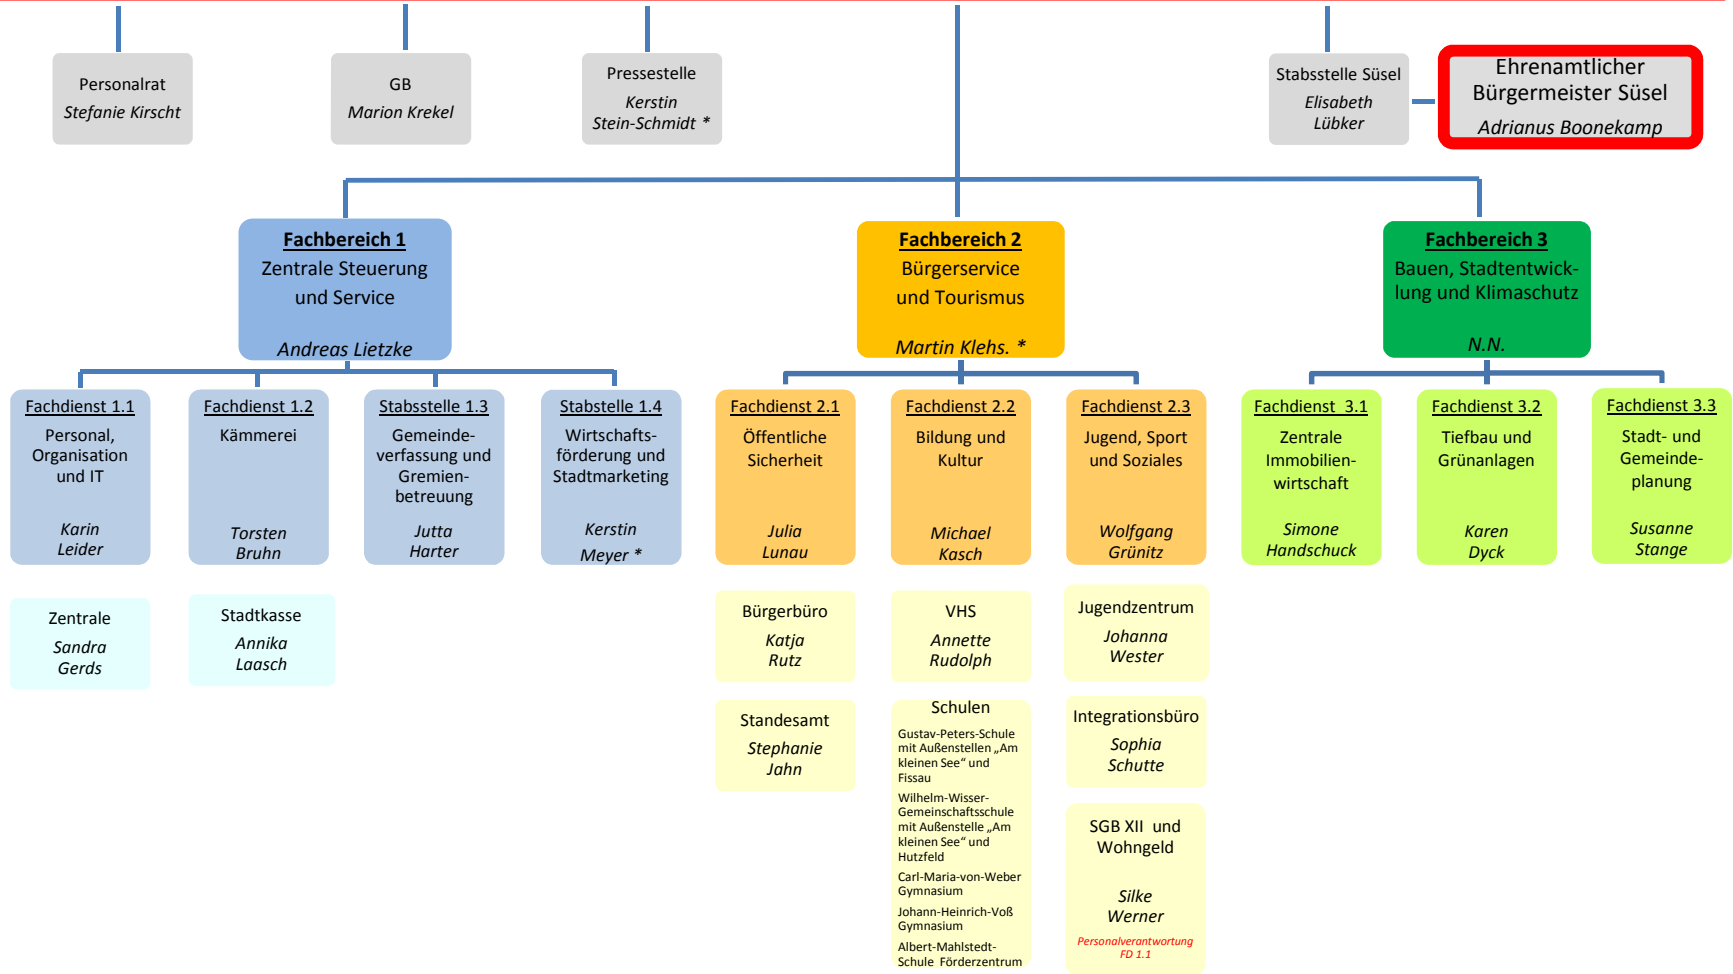 Personalrat
Stefanie Kirscht
GB
Marion Krekel
Pressestelle
Kerstin
Stein-Schmidt *
Stabsstelle Süsel
Elisabeth
Lübker
Ehrenamtlicher
Bürgermeister Süsel
Adrianus Boonekamp
Fachbereich 1
Zentrale Steuerung
und Service
Andreas Lietzke
Fachbereich 2
Bürgerservice
und Tourismus
Martin Klehs. *
Fachbereich 3
Bauen, Stadtentwick-
lung und Klimaschutz
N.N.
Fachdienst 1.1
Personal,
Organisation
und IT
Karin
Leider
Fachdienst 1.2
Kämmerei
Torsten
Bruhn
Stabsstelle 1.3
Gemeinde-
verfassung und
Gremien-
betreuung
Jutta
Harter
Stabstelle 1.4
Wirtschafts-
förderung und
Stadtmarketing
Kerstin
Meyer *
Fachdienst 2.1
Öffentliche
Sicherheit
Julia
Lunau
Fachdienst 2.2
Bildung und
Kultur
Michael
Kasch
Fachdienst 2.3
Jugend, Sport
und Soziales
Wolfgang
Grünitz
Fachdienst 3.1
Zentrale
Immobilien-
wirtschaft
Simone
Handschuck
Fachdienst 3.2
Tiefbau und
Grünanlagen
Karen
Dyck
Fachdienst 3.3
Stadt- und
Gemeinde-
planung
Susanne
Stange
Zentrale
Sandra
Gerds
Stadtkasse
Annika
Laasch
Bürgerbüro
Katja
Rutz
Standesamt
Stephanie
Jahn
VHS
Annette
Rudolph
Schulen
Gustav-Peters-Schule
mit Außenstellen „Am
kleinen See“ und
Fissau
Wilhelm-Wisser-
Gemeinschaftsschule
mit Außenstelle „Am
kleinen See“ und
Hutzfeld
Carl-Maria-von-Weber
Gymnasium
Johann-Heinrich-Voß
Gymnasium
Albert-Mahlstedt-
Schule Förderzentrum
Jugendzentrum
Johanna
Wester
Integrationsbüro
Sophia
Schutte
SGB XII und
Wohngeld
Silke
Werner
Personalverantwortung
FD 1.1